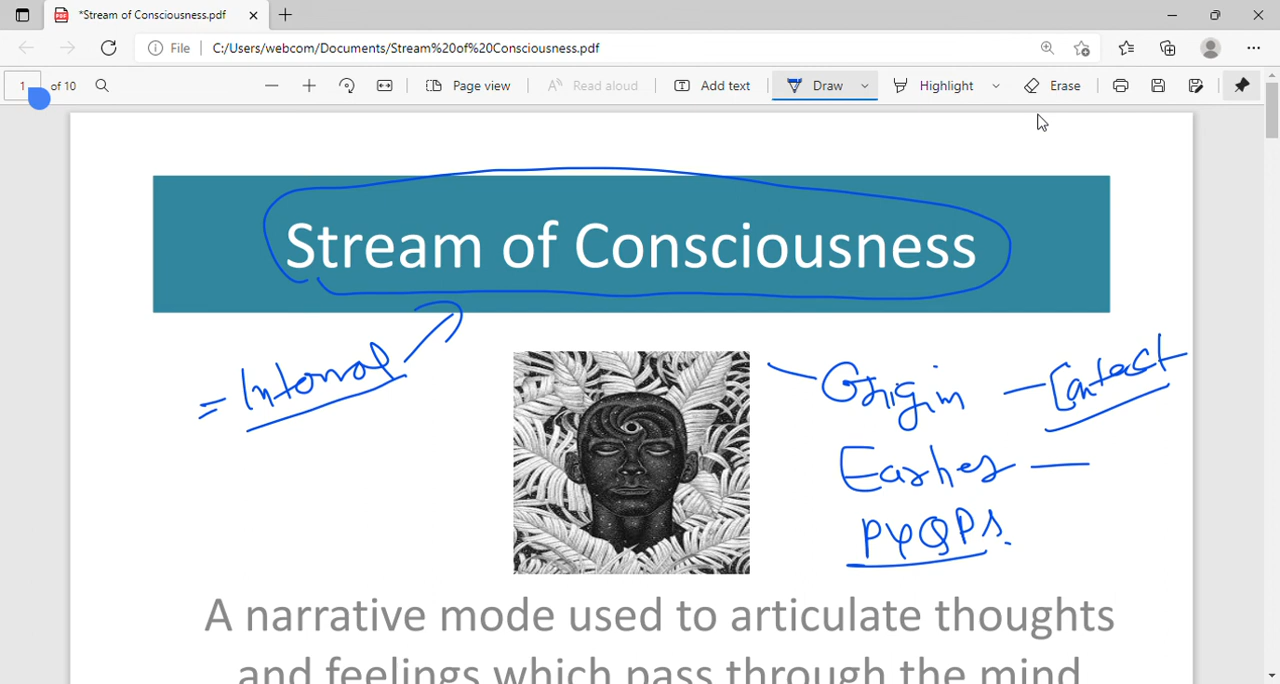 *Stream of Consciousness.pdf
File
C:/Users/webcom/Documents/Stream%20of%20Consciousness.pdf
1 of 10
Page view
Read aloud
Add text
Draw
Highlight
Erase
Stream of Consciousness
= Internal
Origin —
Earlier —
PYQPs.
A narrative mode used to articulate thoughts
and feelings which pass through the mind